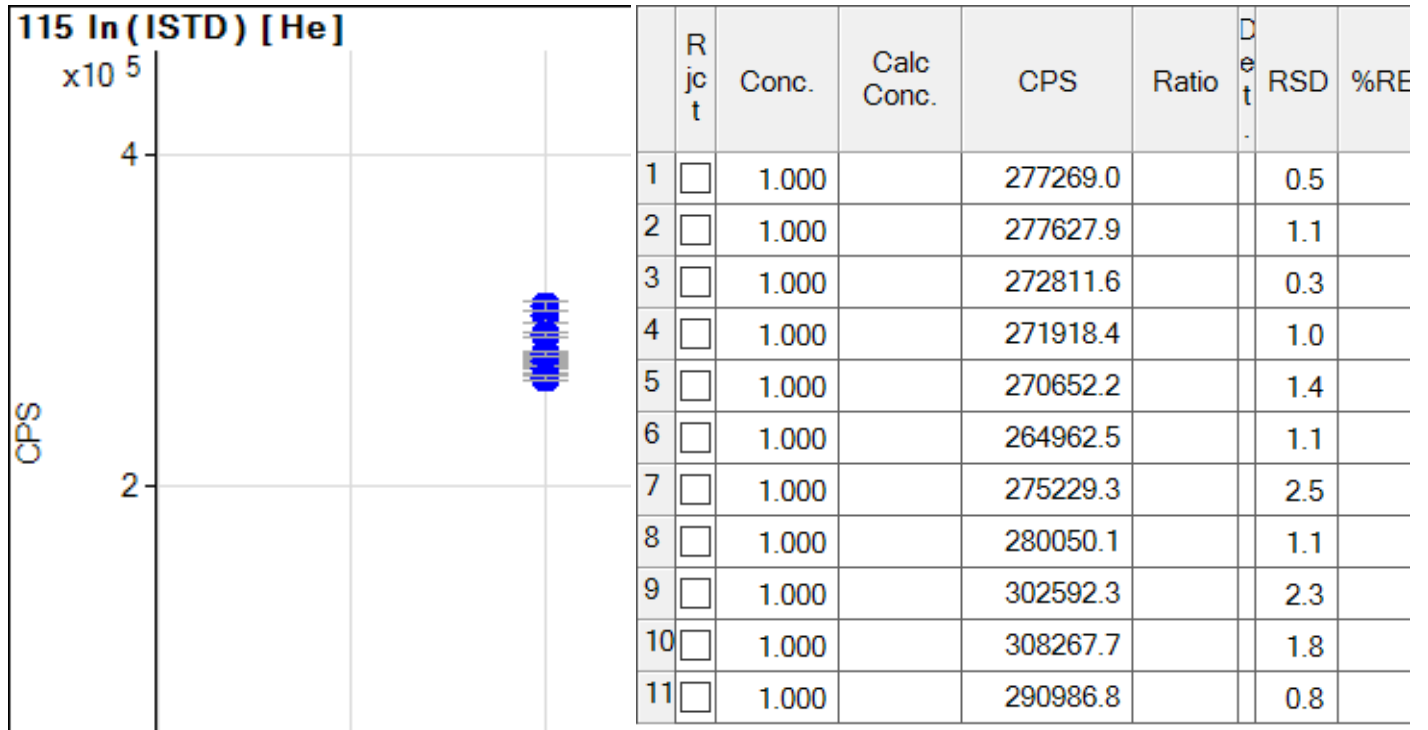 115 In ( ISTD ) [ He ]
x10 5
4
2
CPS
Rjct Conc. Calc Conc. CPS Ratio Det. RSD %RE
1 1.000 277269.0 0.5
2 1.000 277627.9 1.1
3 1.000 272811.6 0.3
4 1.000 271918.4 1.0
5 1.000 270652.2 1.4
6 1.000 264962.5 1.1
7 1.000 275229.3 2.5
8 1.000 280050.1 1.1
9 1.000 302592.3 2.3
10 1.000 308267.7 1.8
11 1.000 290986.8 0.8